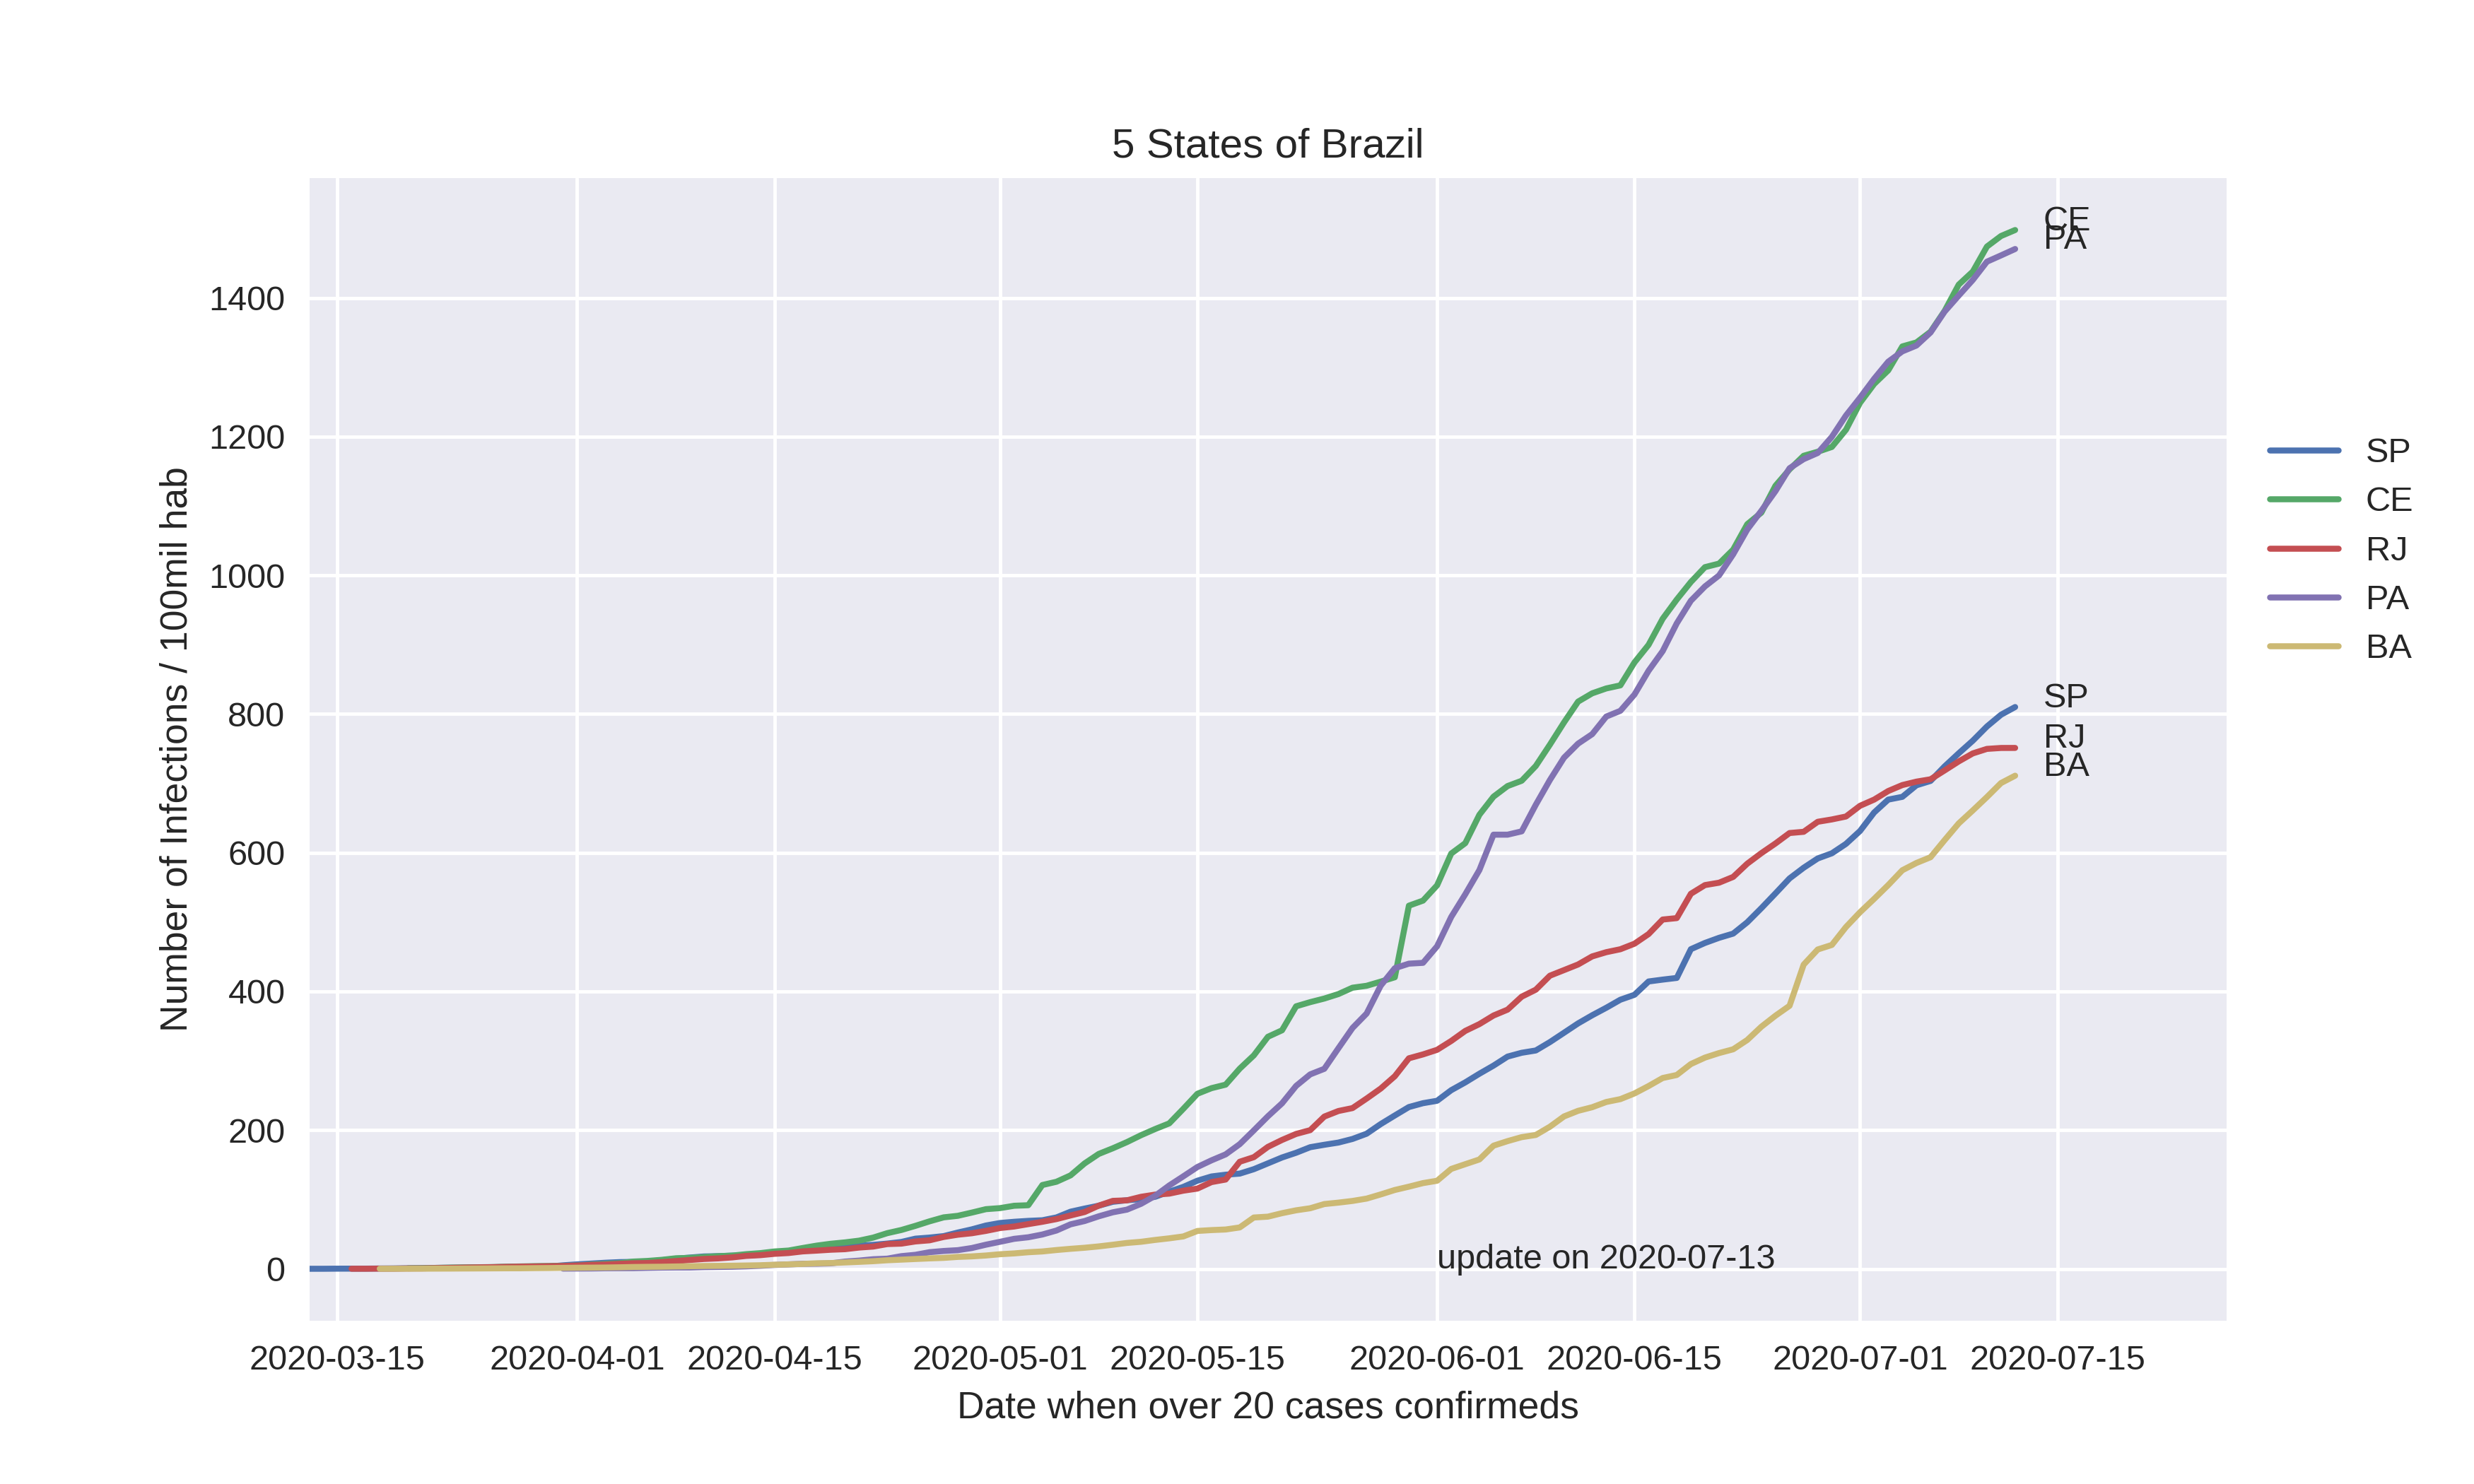 5 States of Brazil
CE
PA
1400
1200
1000
800
600
400
200
0
Number of Infections / 100mil hab
SP
CE
RJ
PA
BA
SP
RJ
BA
update on 2020-07-13
2020-03-15 2020-04-01 2020-04-15 2020-05-01 2020-05-15 2020-06-01 2020-06-15 2020-07-01 2020-07-15
Date when over 20 cases confirmeds